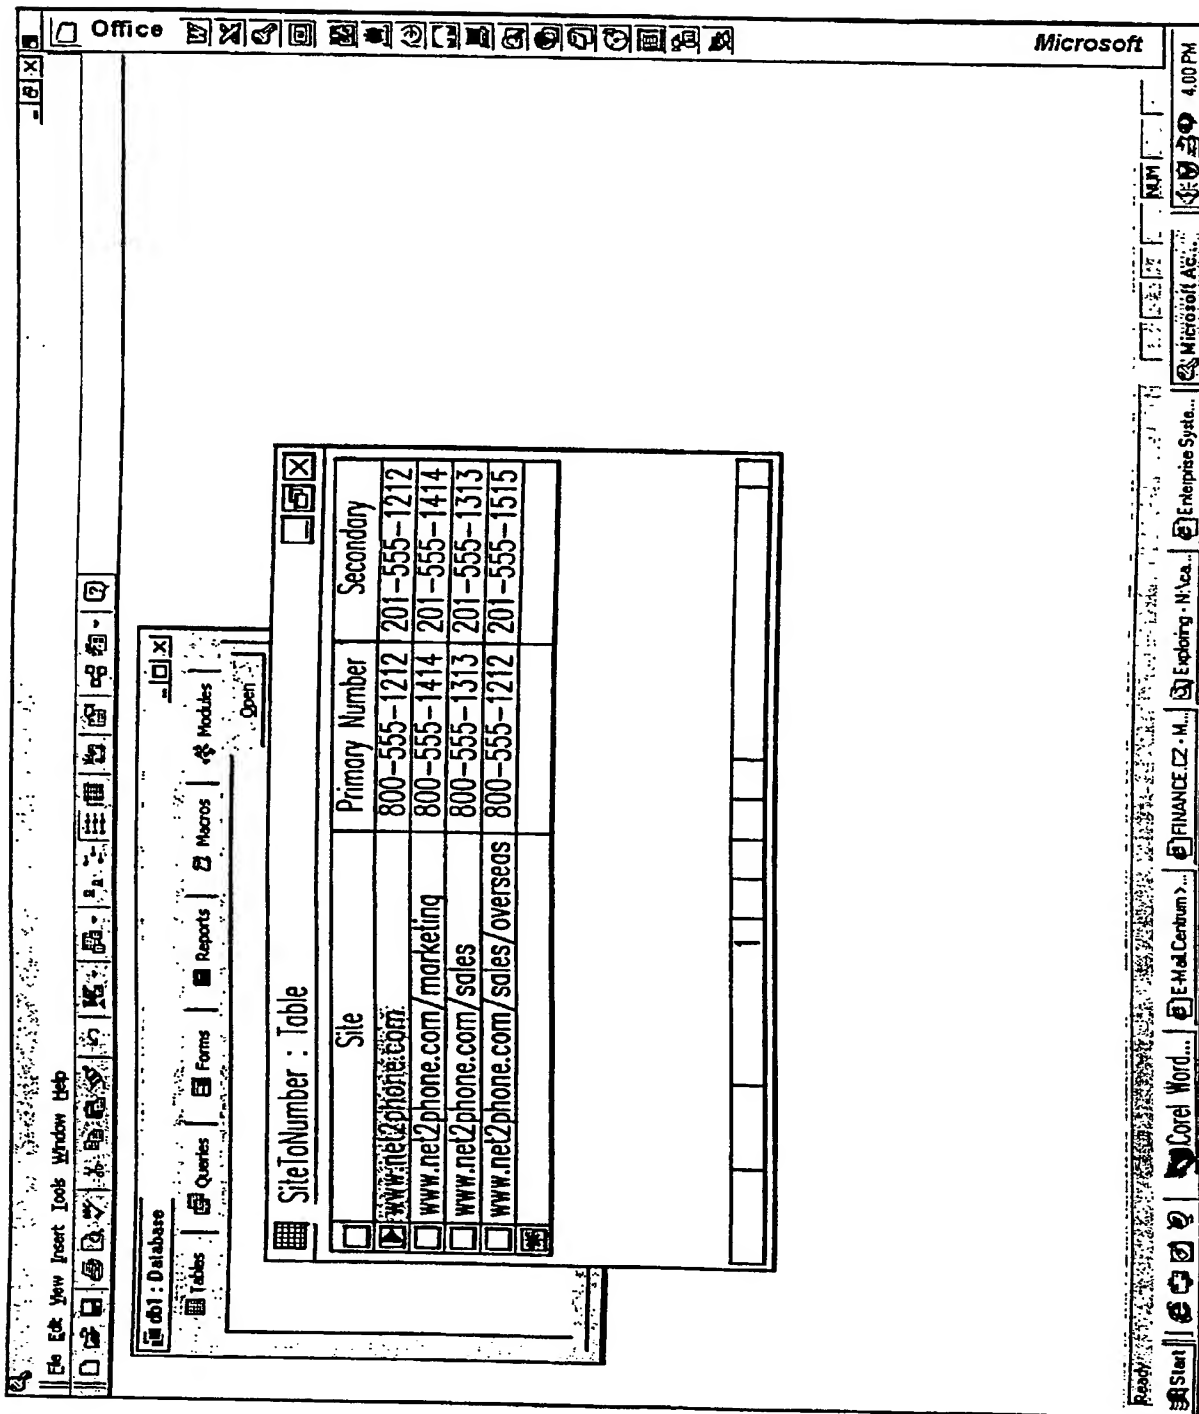 Office
Microsoft
File Edit View Insert Tools Window Help
db1 : Database
Tables Queries Forms Reports Macros Modules
Open
SiteToNumber : Table
Site Primary Number Secondary
www.net2phone.com 800-555-1212 201-555-1212
www.net2phone.com/marketing 800-555-1414 201-555-1414
www.net2phone.com/sales 800-555-1313 201-555-1313
www.net2phone.com/sales/overseas 800-555-1212 201-555-1515
1
Ready NUM
Start Corel Word... E-Mail.Centrum >... FINANCE.CZ - M... Exploring - N:\ca... Enterprise Syste... Microsoft Ac... 4:00 PM